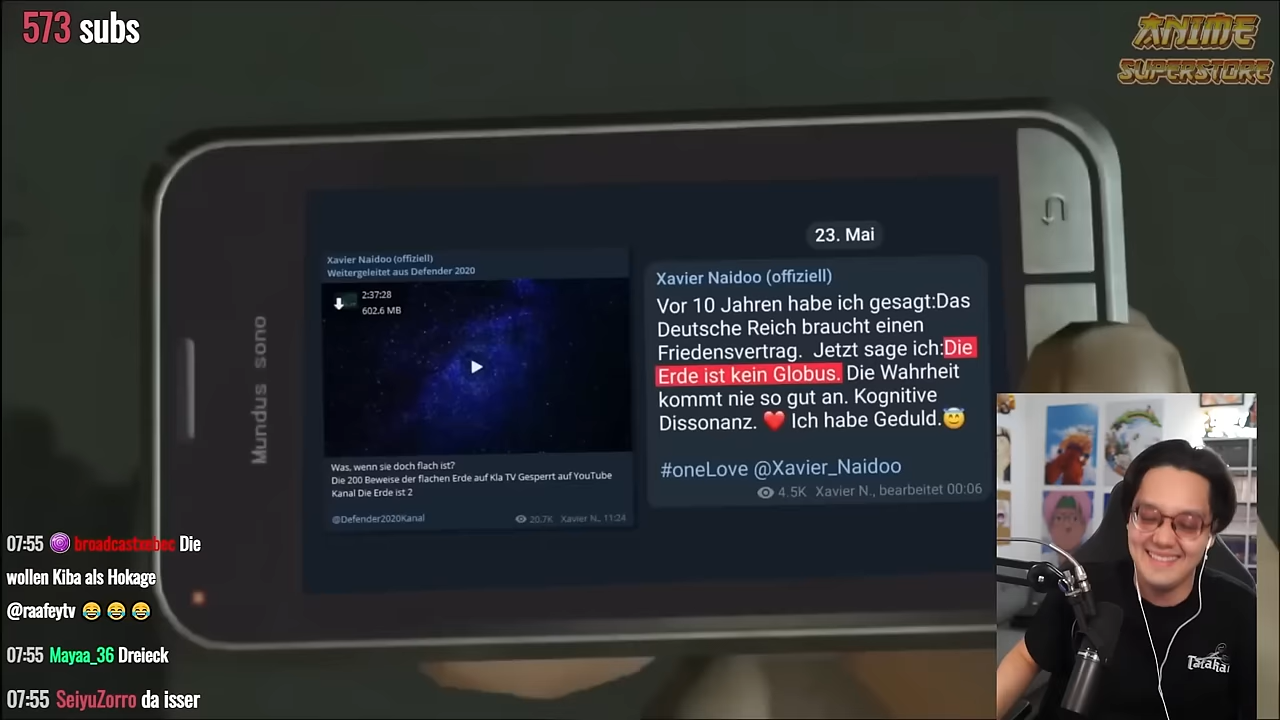 573 subs
ANIME
SUPERSTORE
Mundus sono
Xavier Naidoo (offiziell)
Weitergeleitet aus Defender 2020
2:37:28
602.6 MB
Was, wenn sie doch flach ist?
Die 200 Beweise der flachen Erde auf Kla TV Gesperrt auf YouTube
Kanal Die Erde ist 2
@Defender2020Kanal
20.7K Xavier N., 11:24
23. Mai
Xavier Naidoo (offiziell)
Vor 10 Jahren habe ich gesagt:Das
Deutsche Reich braucht einen
Friedensvertrag. Jetzt sage ich:Die
Erde ist kein Globus. Die Wahrheit
kommt nie so gut an. Kognitive
Dissonanz. ❤️ Ich habe Geduld.😇
#oneLove @Xavier_Naidoo
4.5K Xavier N., bearbeitet 00:06
07:55 Die
wollen Kiba als Hokage
@raafeytv 😂 😂 😂
07:55 Mayaa_36 Dreieck
07:55 SeiyuZorro da isser